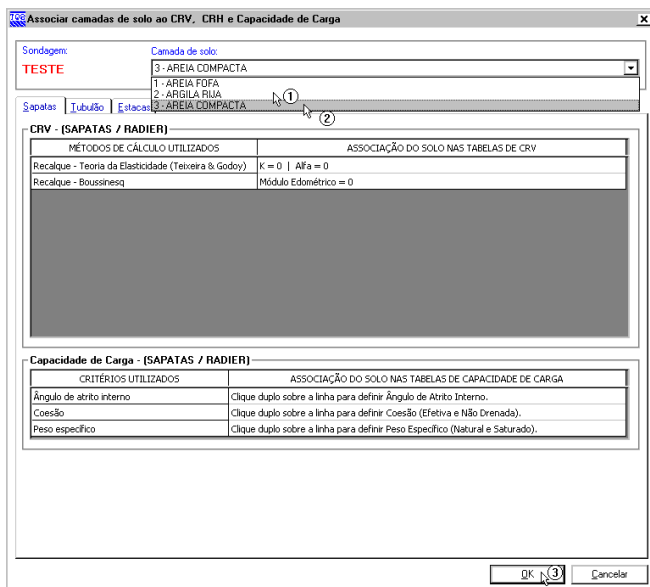 Associar camadas de solo ao CRV, CRH e Capacidade de Carga
x
Sondagem:
Camada de solo:
TESTE
3 - AREIA COMPACTA
1 - AREIA FOFA
2 - ARGILA RIJA
3 - AREIA COMPACTA
1
2
Sapatas Tubulão Estacas
CRV - (SAPATAS / RADIER)
MÉTODOS DE CÁLCULO UTILIZADOS ASSOCIAÇÃO DO SOLO NAS TABELAS DE CRV
Recalque - Teoria da Elasticidade (Teixeira & Godoy) K = 0 | Alfa = 0
Recalque - Boussinesq Módulo Edométrico = 0
Capacidade de Carga - (SAPATAS / RADIER)
CRITÉRIOS UTILIZADOS ASSOCIAÇÃO DO SOLO NAS TABELAS DE CAPACIDADE DE CARGA
Ângulo de atrito interno Clique duplo sobre a linha para definir Ângulo de Atrito Interno.
Coesão Clique duplo sobre a linha para definir Coesão (Efetiva e Não Drenada).
Peso específico Clique duplo sobre a linha para definir Peso Específico (Natural e Saturado).
OK 3 Cancelar